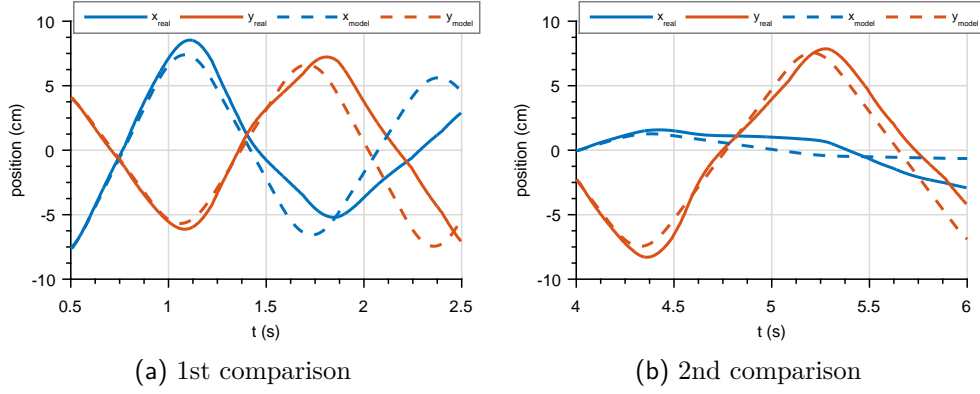 x_real y_real x_model y_model
10
5
0
-5
-10
position (cm)
0.5 1 1.5 2 2.5
t (s)
(a) 1st comparison
x_real y_real x_model y_model
10
5
0
-5
-10
position (cm)
4 4.5 5 5.5 6
t (s)
(b) 2nd comparison